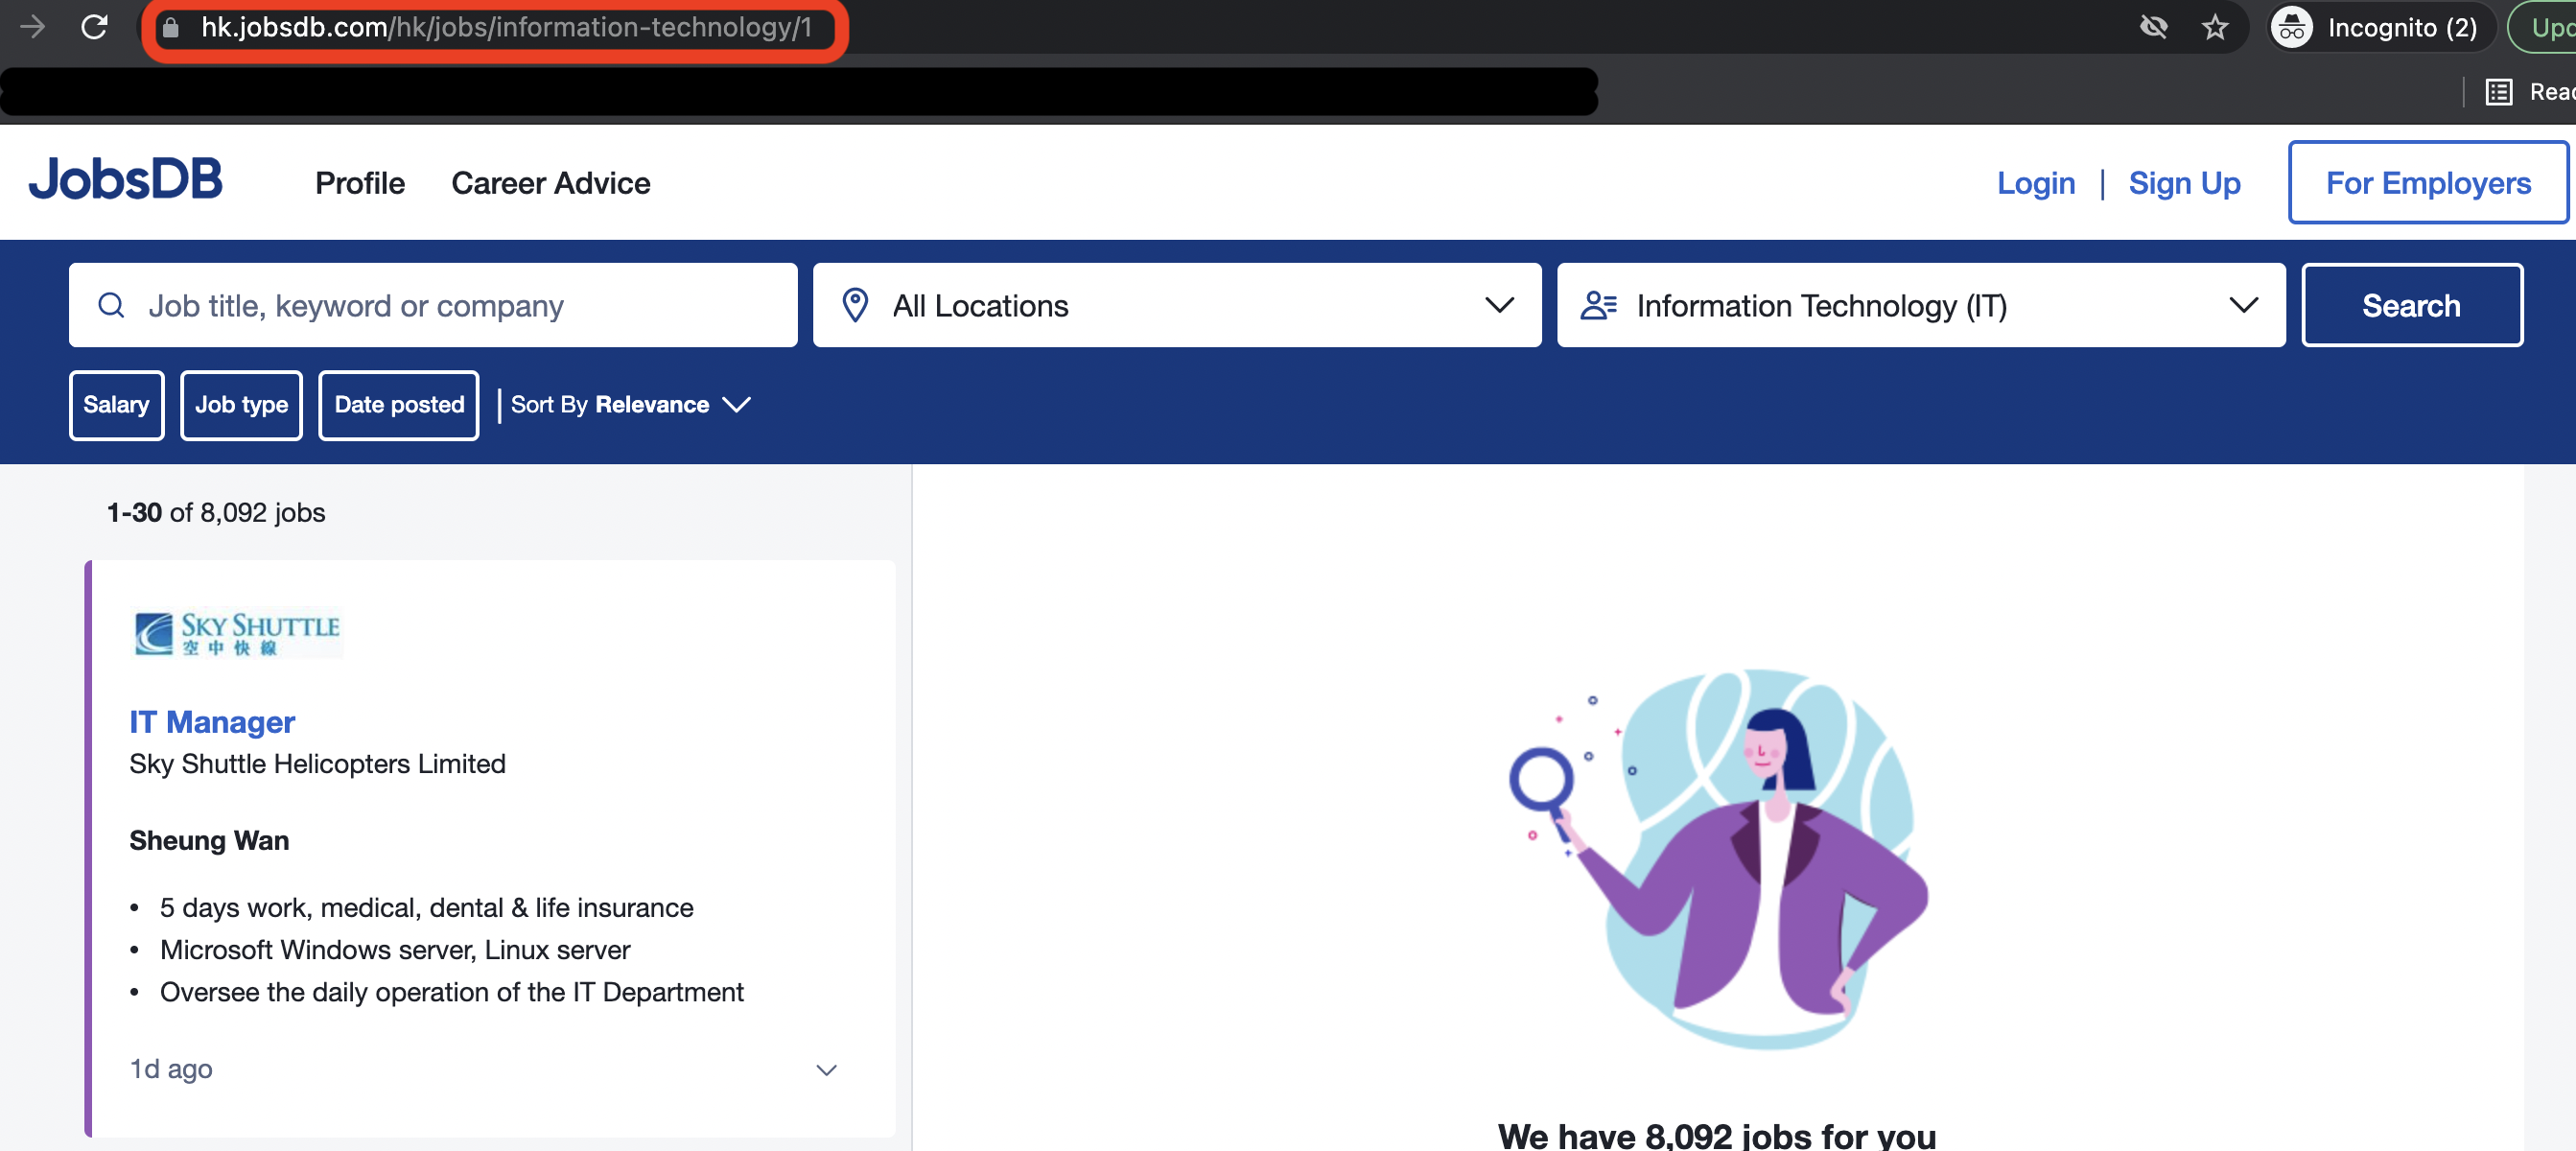 hk.jobsdb.com/hk/jobs/information-technology/1
Incognito (2)
JobsDB
Profile
Career Advice
Login | Sign Up
For Employers
Job title, keyword or company
All Locations
Information Technology (IT)
Search
Salary
Job type
Date posted
| Sort By Relevance
1-30 of 8,092 jobs
SKY SHUTTLE
空中快線
IT Manager
Sky Shuttle Helicopters Limited
Sheung Wan
• 5 days work, medical, dental & life insurance
• Microsoft Windows server, Linux server
• Oversee the daily operation of the IT Department
1d ago
We have 8,092 jobs for you